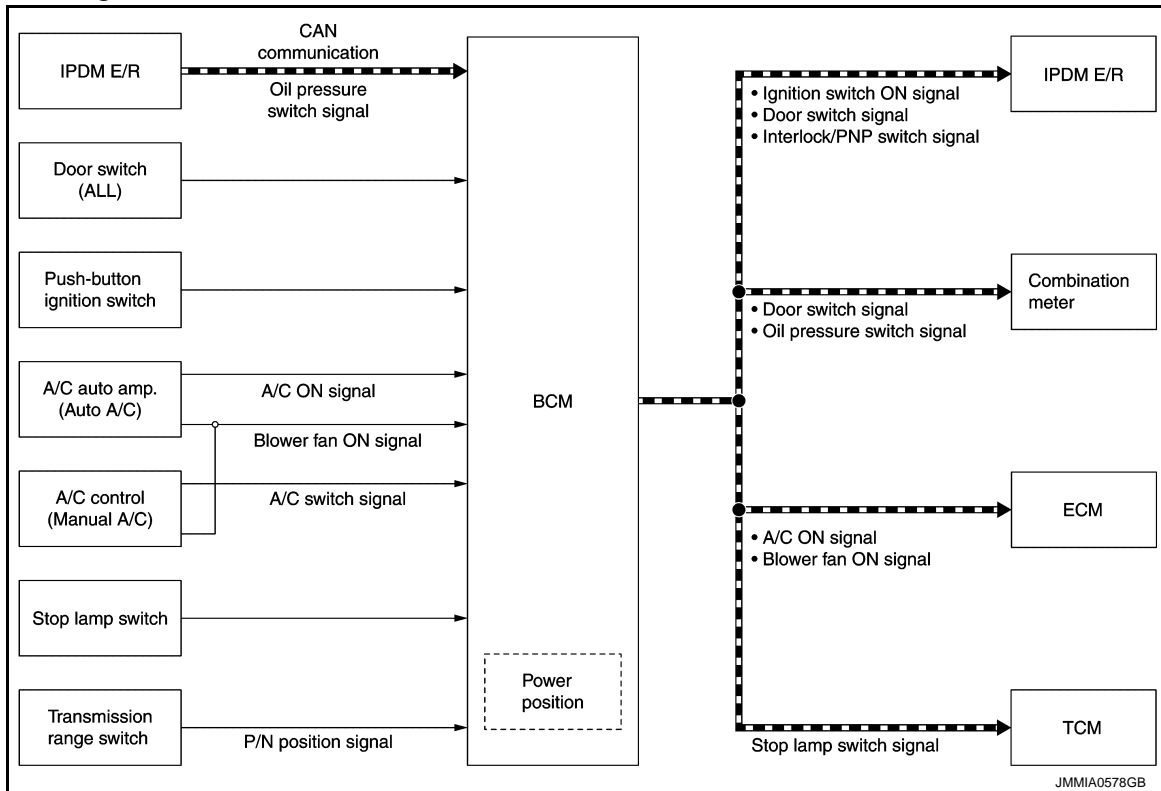 IPDM E/R
CAN
communication
Oil pressure
switch signal
Door switch
(ALL)
Push-button
ignition switch
A/C auto amp.
(Auto A/C)
A/C ON signal
Blower fan ON signal
A/C control
(Manual A/C)
A/C switch signal
Stop lamp switch
Transmission
range switch
P/N position signal
BCM
Power
position
IPDM E/R
• Ignition switch ON signal
• Door switch signal
• Interlock/PNP switch signal
Combination
meter
• Door switch signal
• Oil pressure switch signal
ECM
• A/C ON signal
• Blower fan ON signal
TCM
Stop lamp switch signal
JMMIA0578GB